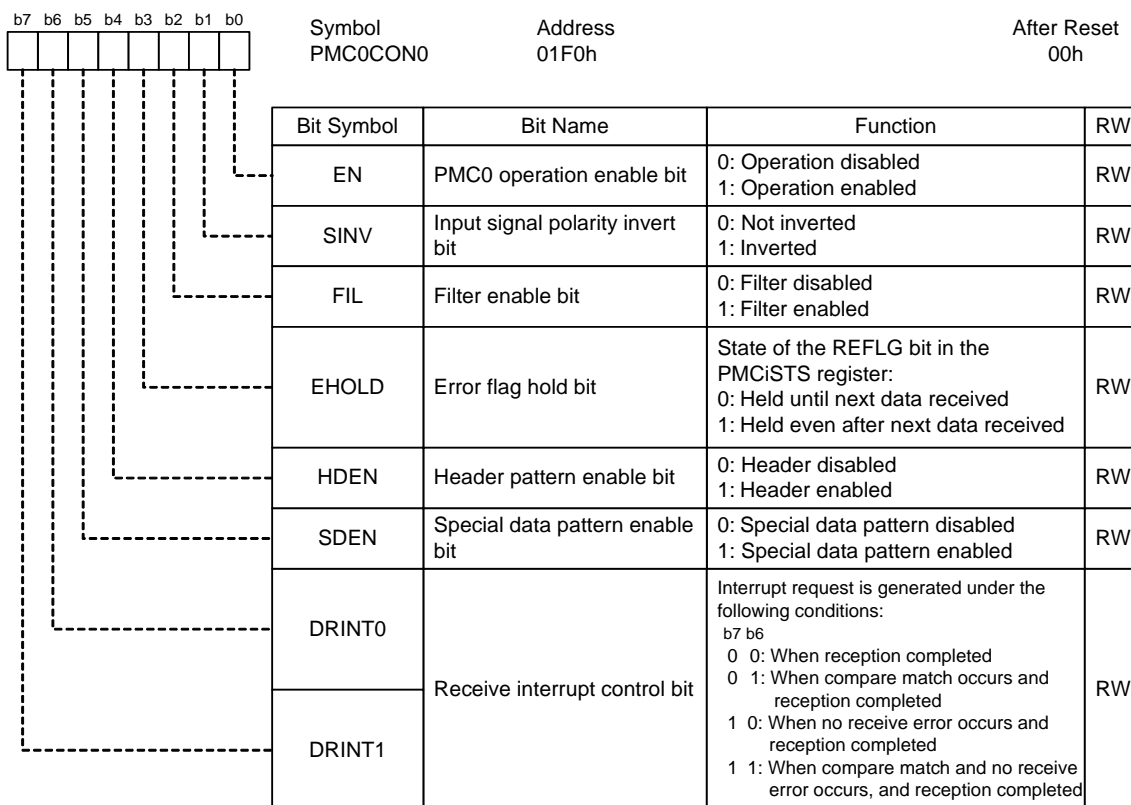 b7 b6 b5 b4 b3 b2 b1 b0
Symbol Address After Reset
PMC0CON0 01F0h 00h
Bit Symbol Bit Name Function RW
EN PMC0 operation enable bit 0: Operation disabled
1: Operation enabled RW
SINV Input signal polarity invert
bit 0: Not inverted
1: Inverted RW
FIL Filter enable bit 0: Filter disabled
1: Filter enabled RW
EHOLD Error flag hold bit State of the REFLG bit in the
PMCiSTS register:
0: Held until next data received
1: Held even after next data received RW
HDEN Header pattern enable bit 0: Header disabled
1: Header enabled RW
SDEN Special data pattern enable
bit 0: Special data pattern disabled
1: Special data pattern enabled RW
DRINT0
DRINT1
Receive interrupt control bit
Interrupt request is generated under the
following conditions:
b7 b6
0 0: When reception completed
0 1: When compare match occurs and
reception completed
1 0: When no receive error occurs and
reception completed
1 1: When compare match and no receive
error occurs, and reception completed
RW